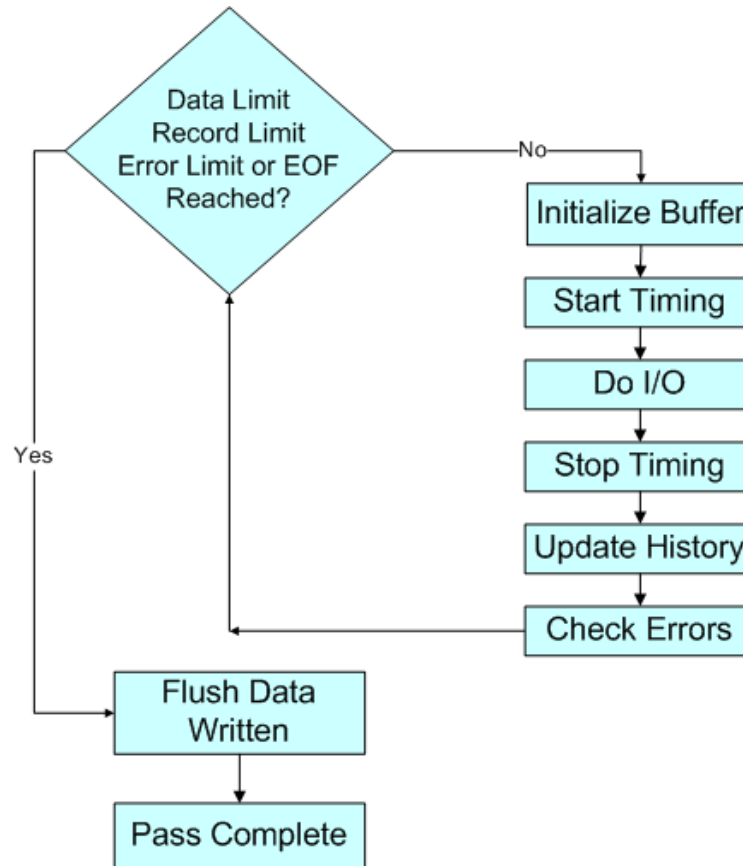 Data Limit
Record Limit
Error Limit or EOF
Reached?
No
Initialize Buffer
Start Timing
Do I/O
Stop Timing
Update History
Check Errors
Yes
Flush Data
Written
Pass Complete